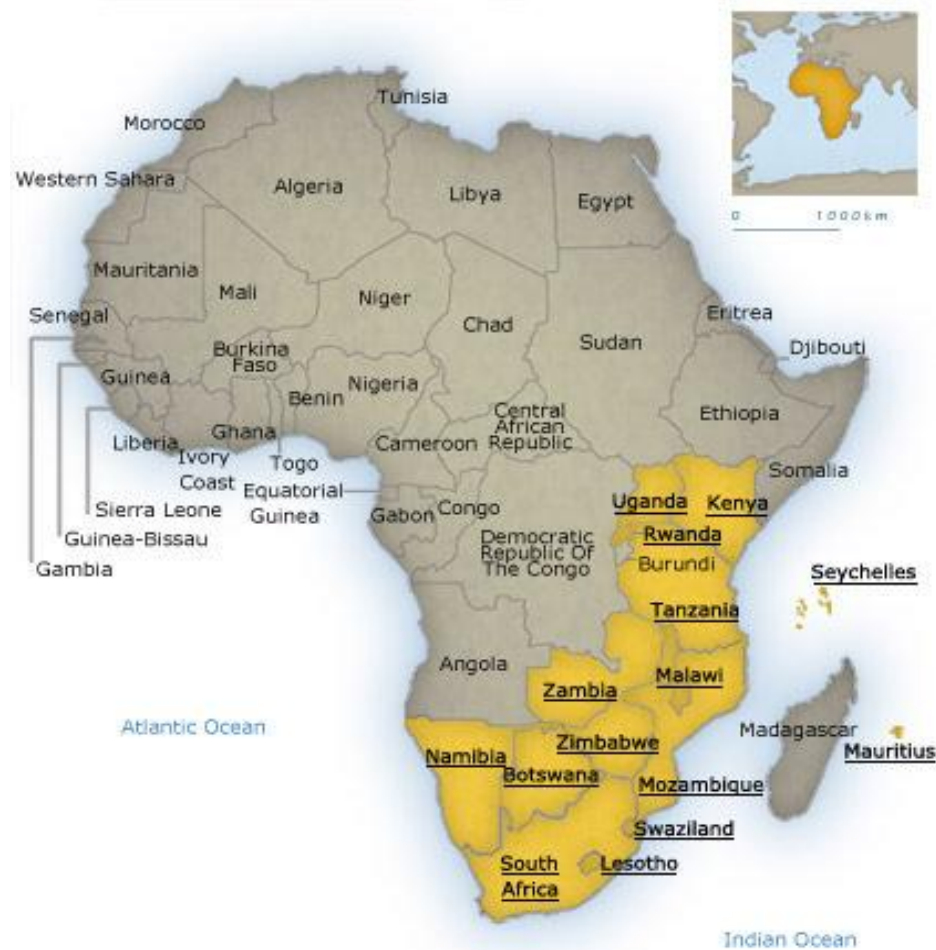 Tunisia
Morocco
Western Sahara
Algeria
Libya
Egypt
0 1000km
Mauritania
Mali
Niger
Chad
Sudan
Eritrea
Senegal
Burkina
Faso
Djibouti
Guinea
Benin
Nigeria
Ethiopia
Liberia
Ghana
Cameroon
Central
African
Republic
Ivory
Coast
Togo
Somalia
Equatorial
Guinea
Sierra Leone
Gabon
Congo
Uganda
Kenya
Guinea-Bissau
Democratic
Republic Of
The Congo
Rwanda
Burundi
Gambia
Seychelles
Tanzania
Angola
Zambia
Malawi
Atlantic Ocean
Madagascar
Mauritius
Namibia
Zimbabwe
Botswana
Mozambique
Swaziland
South
Africa
Lesotho
Indian Ocean